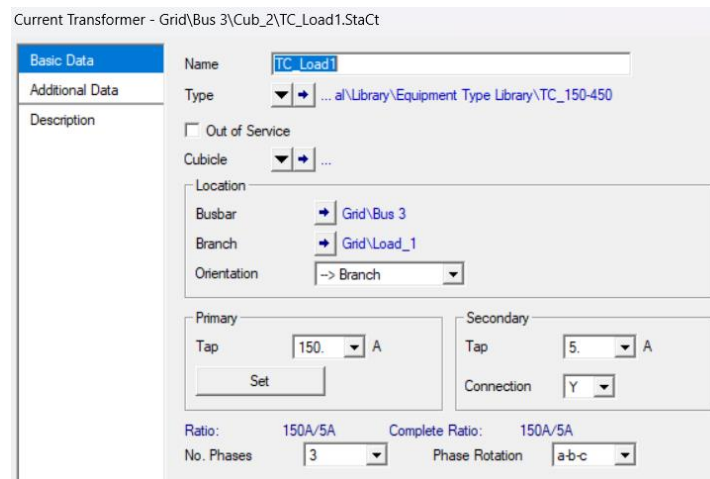 Current Transformer - Grid\Bus 3\Cub_2\TC_Load1.StaCt
Basic Data
Additional Data
Description
Name TC_Load1
Type ... al\Library\Equipment Type Library\TC_150-450
Out of Service
Cubicle ...
Location
Busbar Grid\Bus 3
Branch Grid\Load_1
Orientation --> Branch
Primary
Tap 150. A
Set
Secondary
Tap 5. A
Connection Y
Ratio: 150A/5A Complete Ratio: 150A/5A
No. Phases 3 Phase Rotation a-b-c